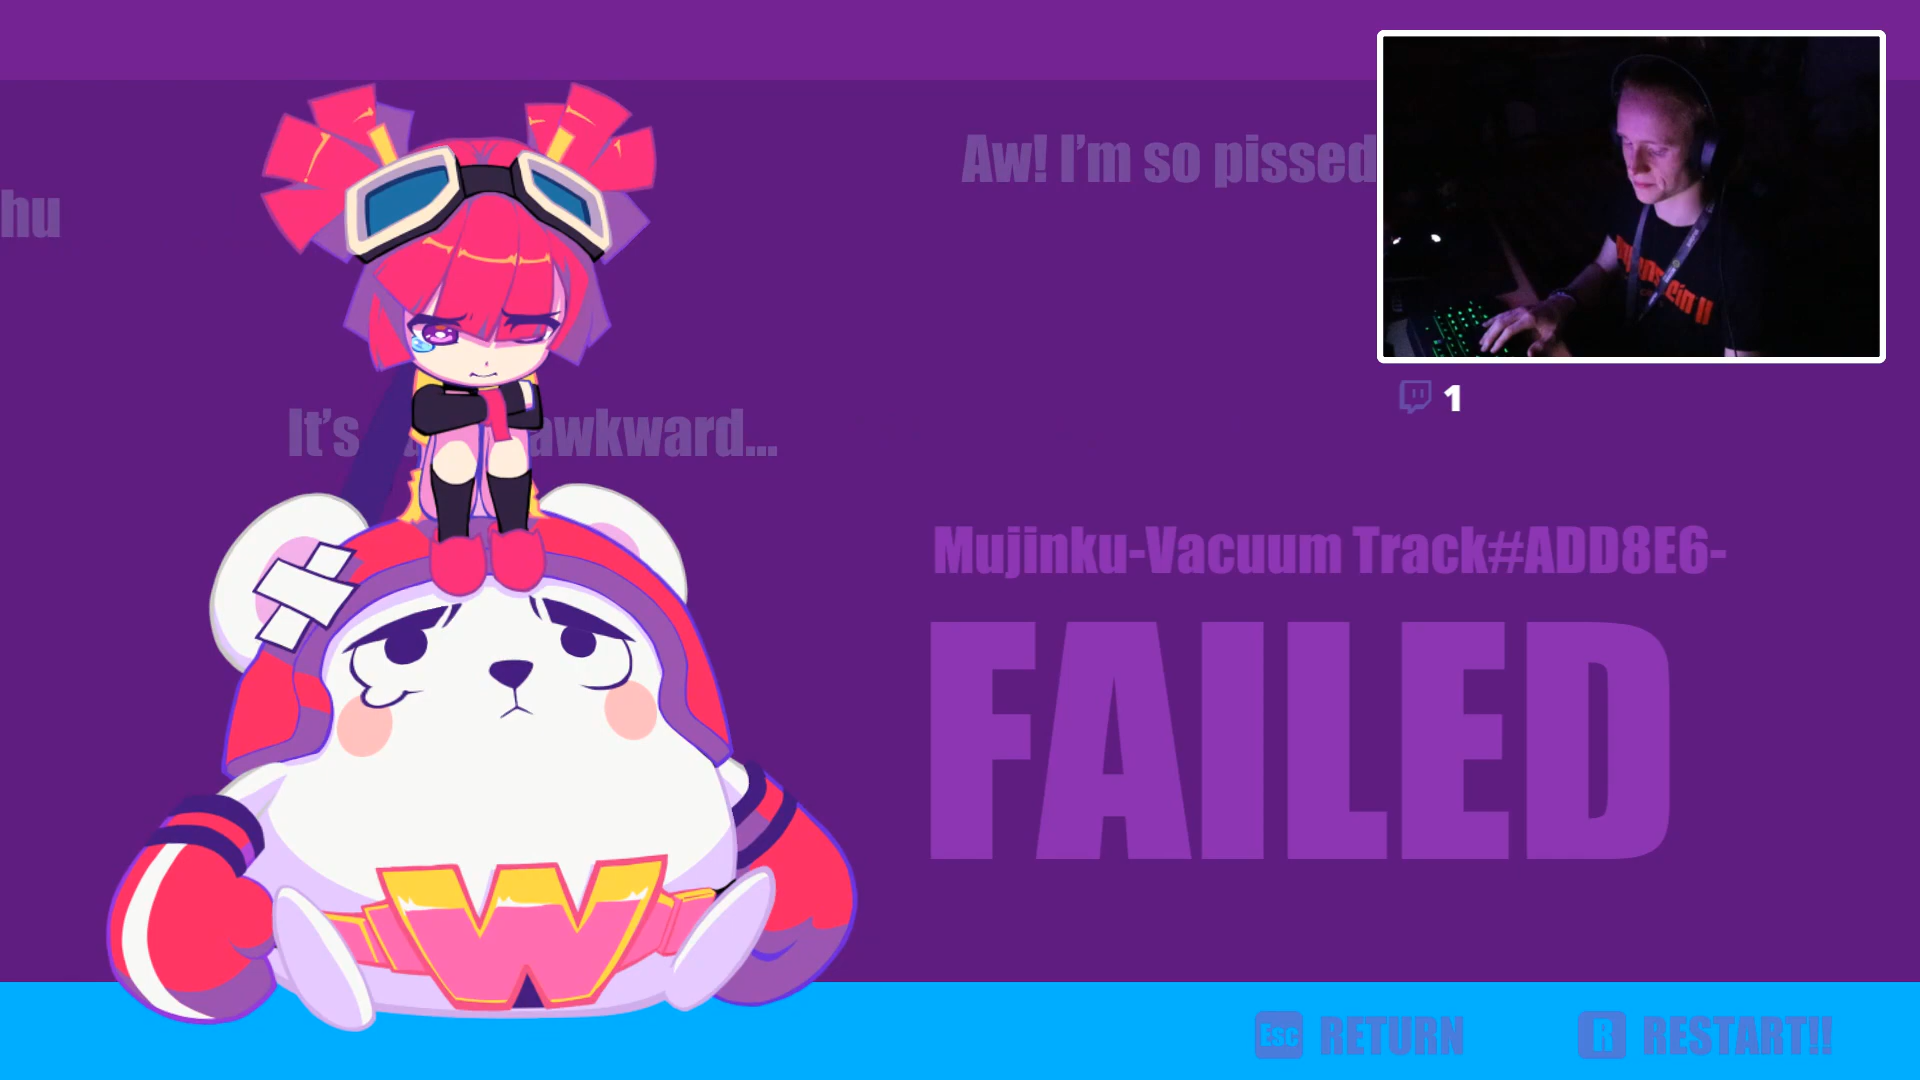 Aw! I'm so pissed
hu
It's awkward...
1
Mujinku-Vacuum Track#ADD8E6-
FAILED
W
Esc RETURN
R RESTART!!